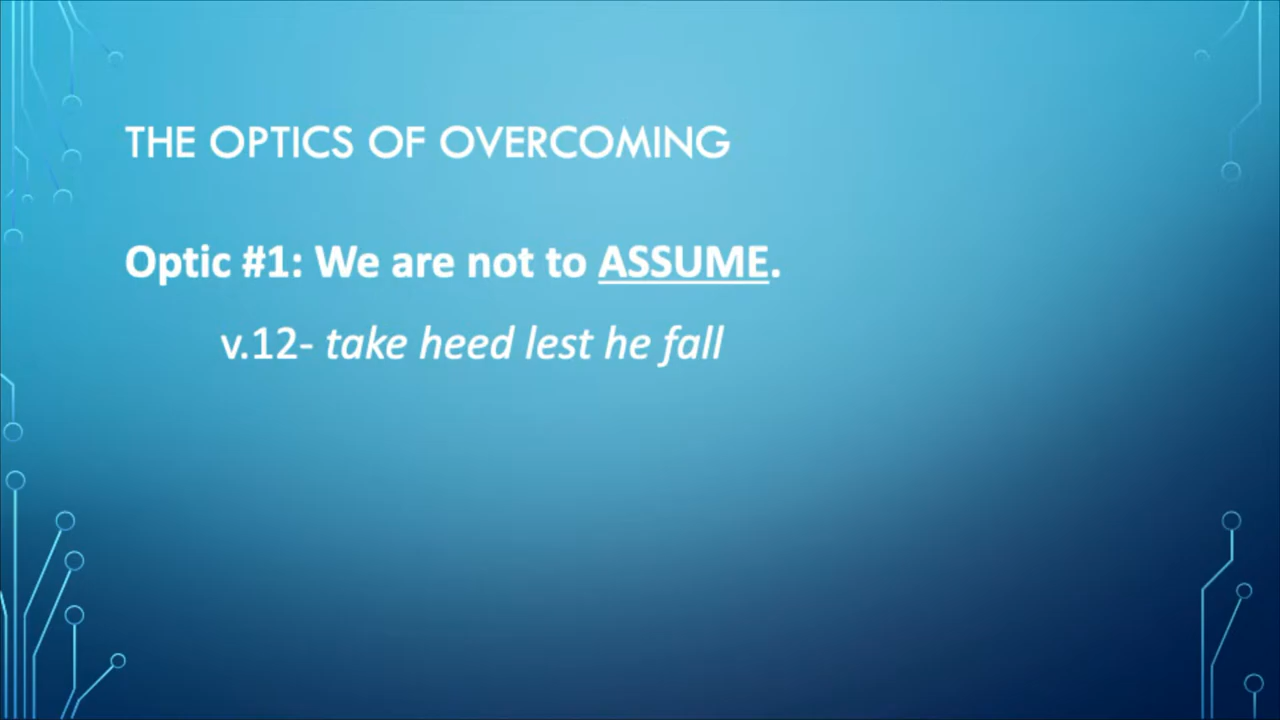 THE OPTICS OF OVERCOMING
Optic #1: We are not to ASSUME.
v.12- take heed lest he fall